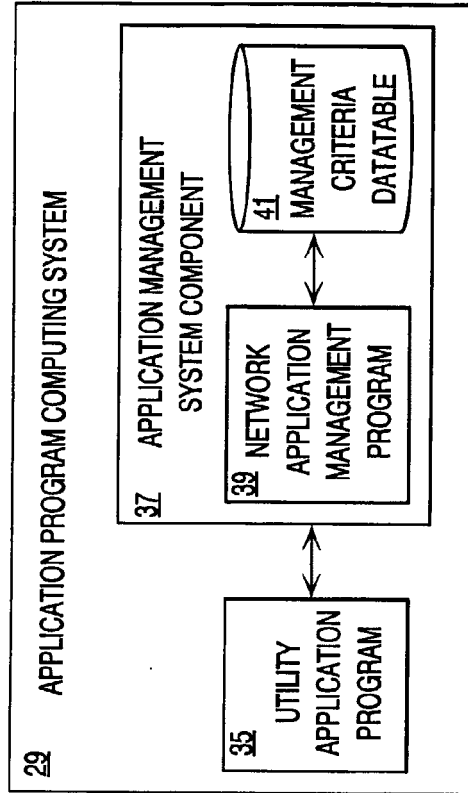 29 APPLICATION PROGRAM COMPUTING SYSTEM
37 APPLICATION MANAGEMENT
SYSTEM COMPONENT
35
UTILITY
APPLICATION
PROGRAM
39 NETWORK
APPLICATION
MANAGEMENT
PROGRAM
41
MANAGEMENT
CRITERIA
DATATABLE